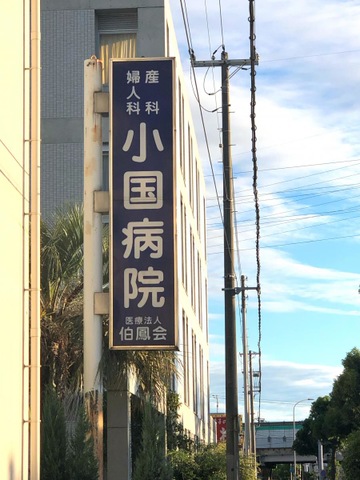 産科
婦人科
小国病院
医療法人
伯鳳会